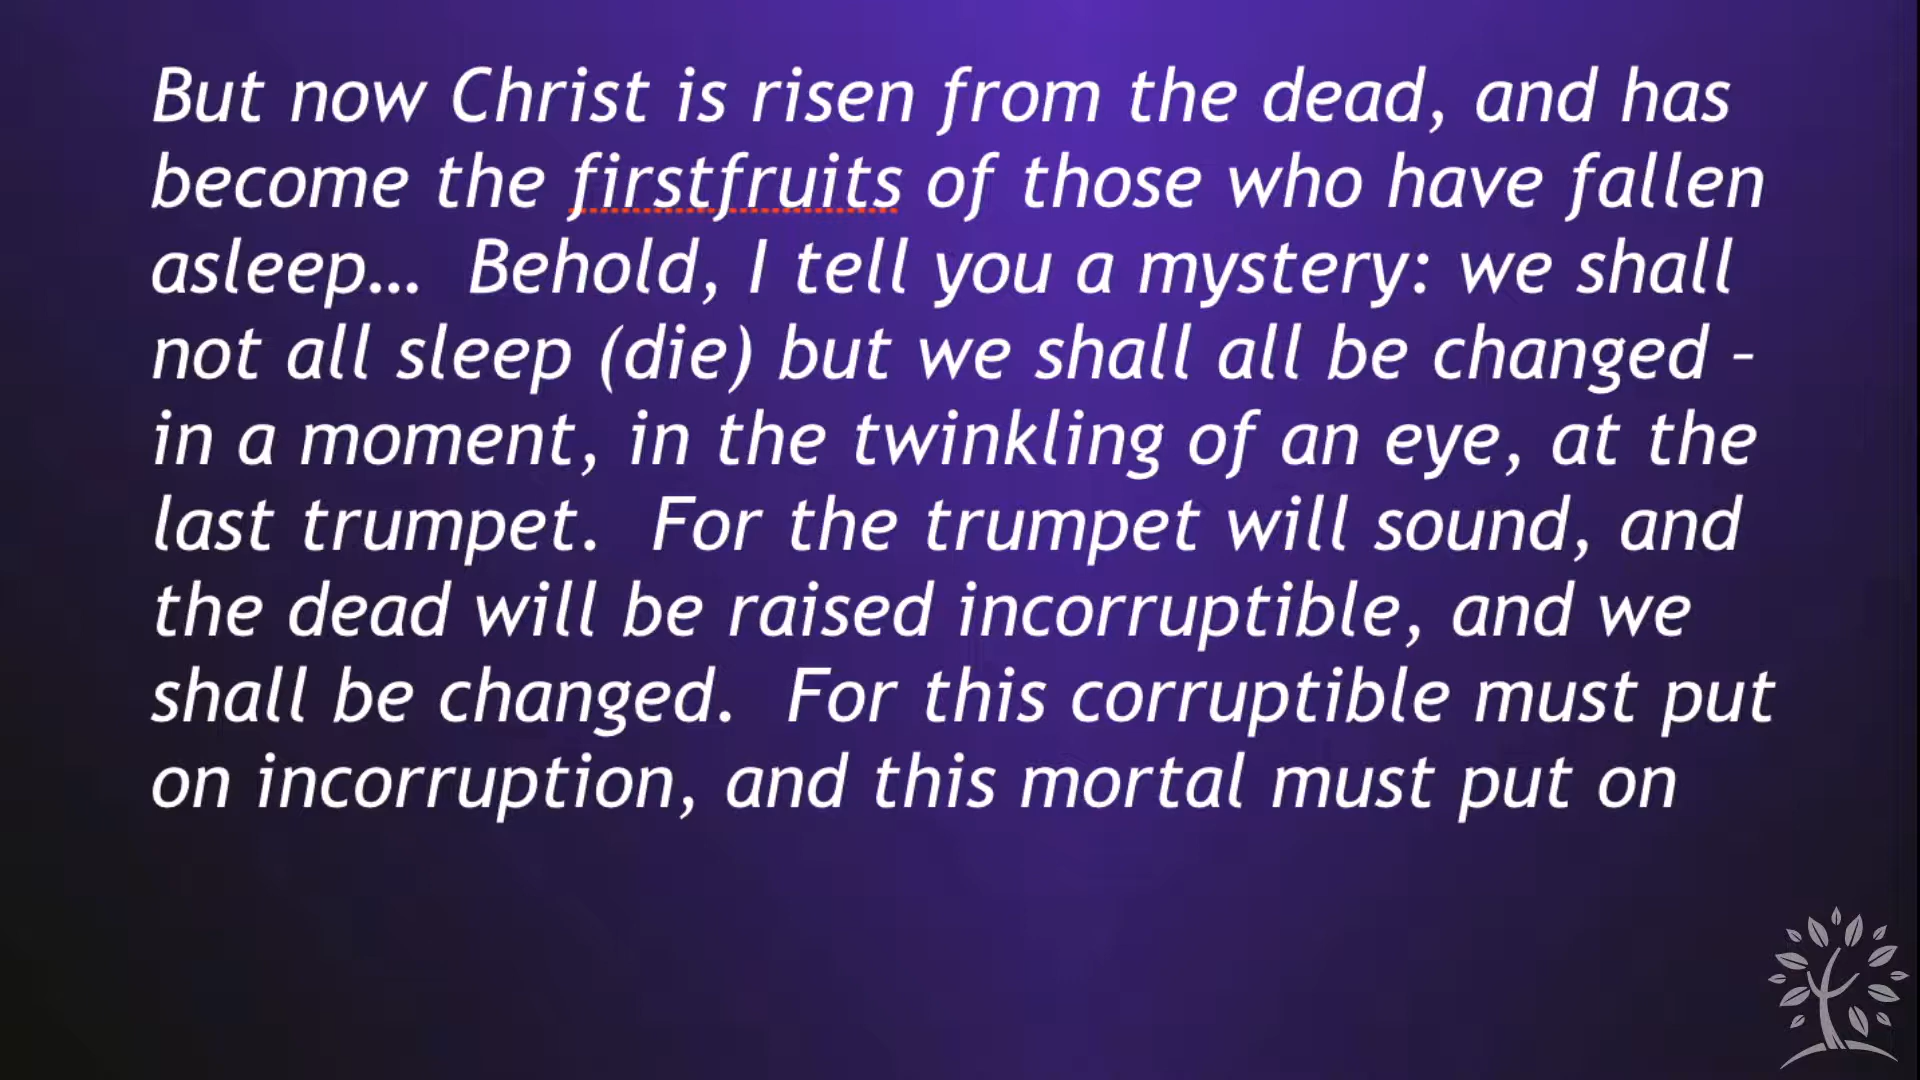 But now Christ is risen from the dead, and has
become the firstfruits of those who have fallen
asleep…  Behold, I tell you a mystery: we shall
not all sleep (die) but we shall all be changed –
in a moment, in the twinkling of an eye, at the
last trumpet.  For the trumpet will sound, and
the dead will be raised incorruptible, and we
shall be changed.  For this corruptible must put
on incorruption, and this mortal must put on